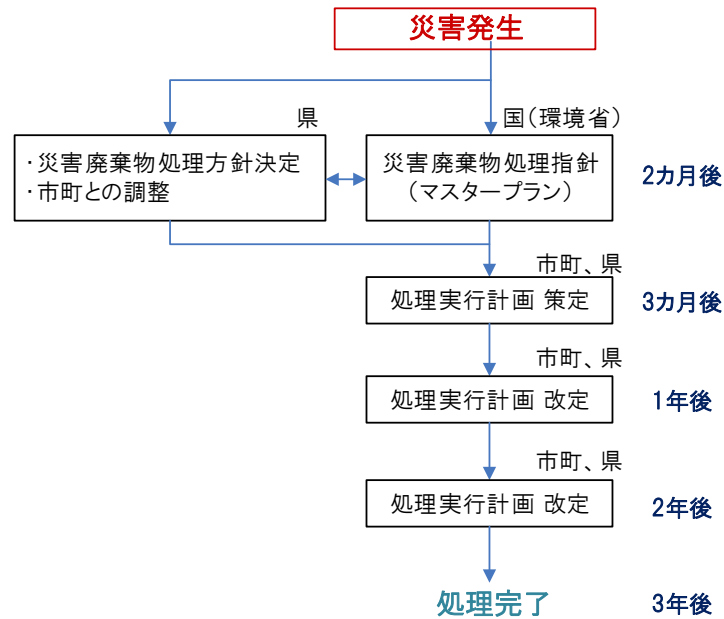 災害発生
県
国(環境省)
・災害廃棄物処理方針決定
・市町との調整
災害廃棄物処理指針
(マスタープラン)
2カ月後
市町、県
処理実行計画 策定
3カ月後
市町、県
処理実行計画 改定
1年後
市町、県
処理実行計画 改定
2年後
処理完了
3年後